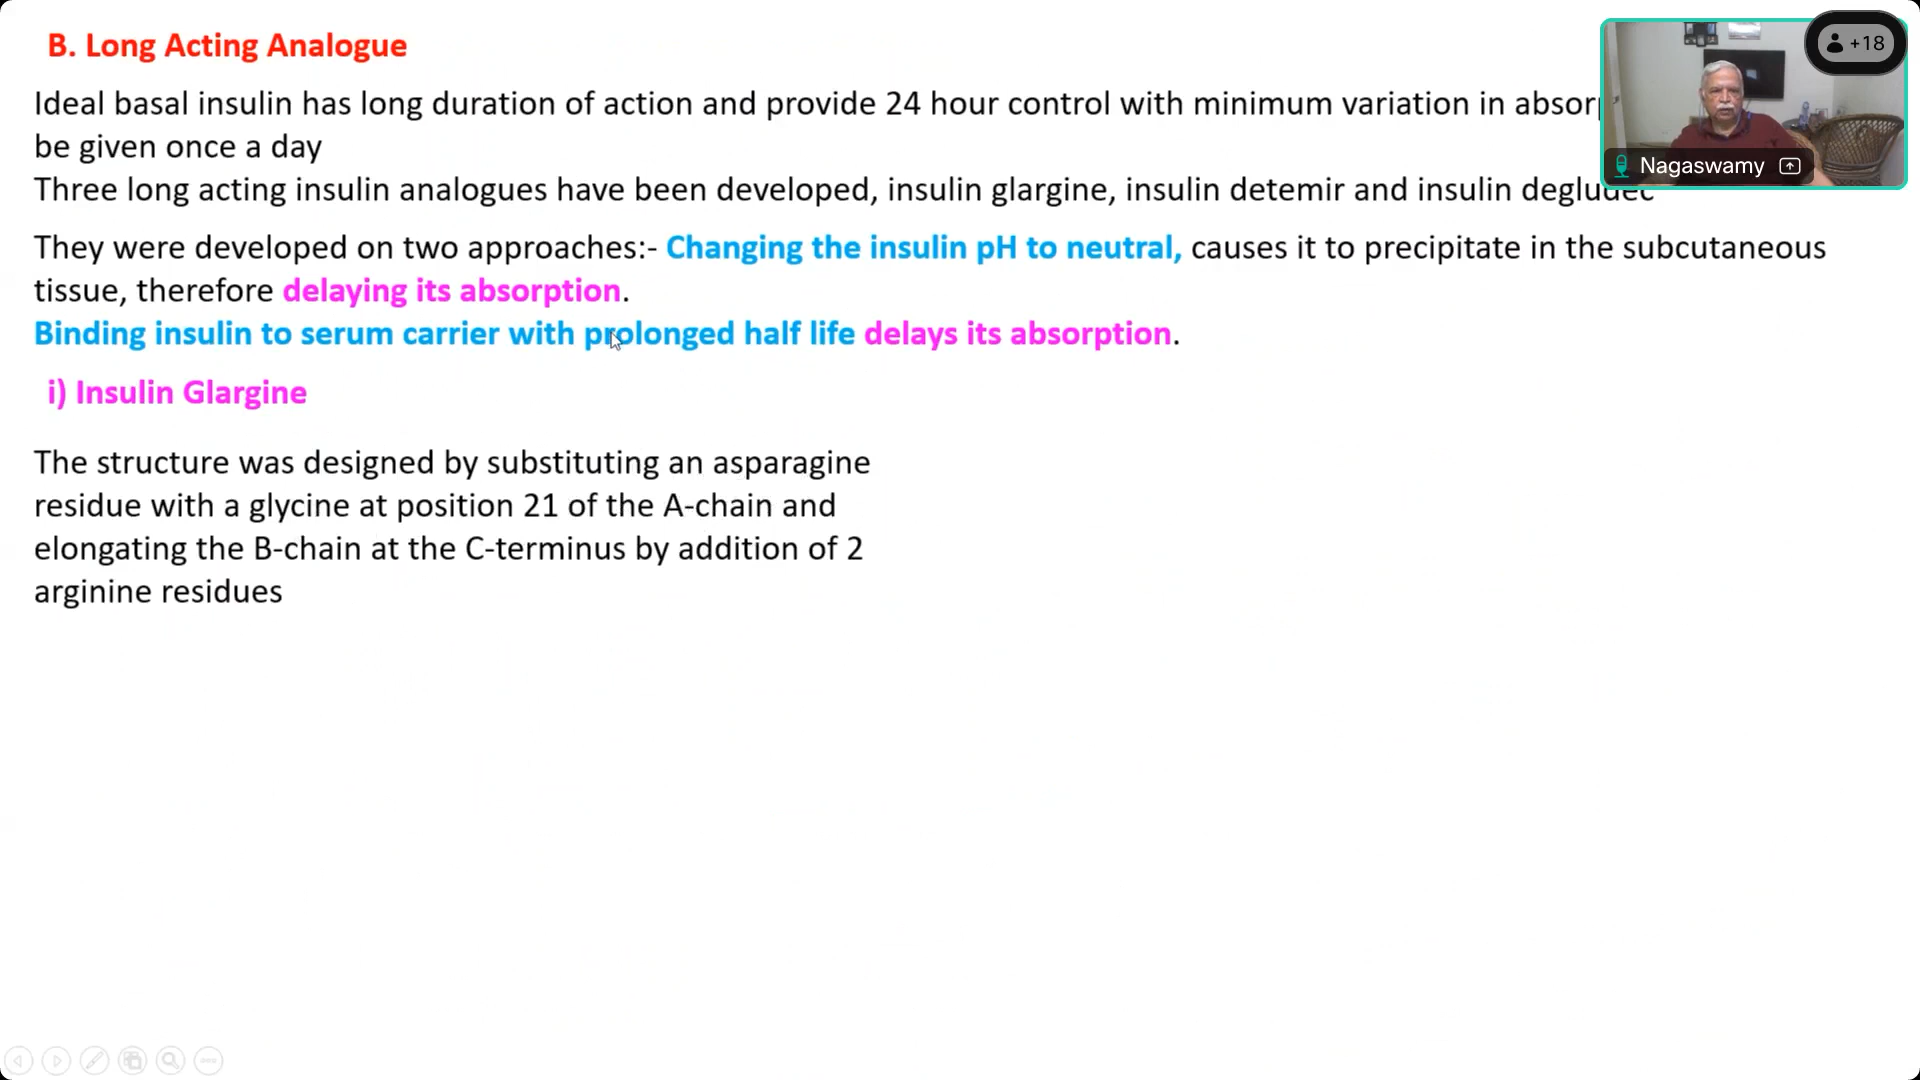 B. Long Acting Analogue
Ideal basal insulin has long duration of action and provide 24 hour control with minimum variation in
be given once a day
Three long acting insulin analogues have been developed, insulin glargine, insulin detemir and insulin degludec
They were developed on two approaches:- Changing the insulin pH to neutral, causes it to precipitate in the subcutaneous
tissue, therefore delaying its absorption.
Binding insulin to serum carrier with prolonged half life delays its absorption.
i) Insulin Glargine
The structure was designed by substituting an asparagine
residue with a glycine at position 21 of the A-chain and
elongating the B-chain at the C-terminus by addition of 2
arginine residues
+18
Nagaswamy